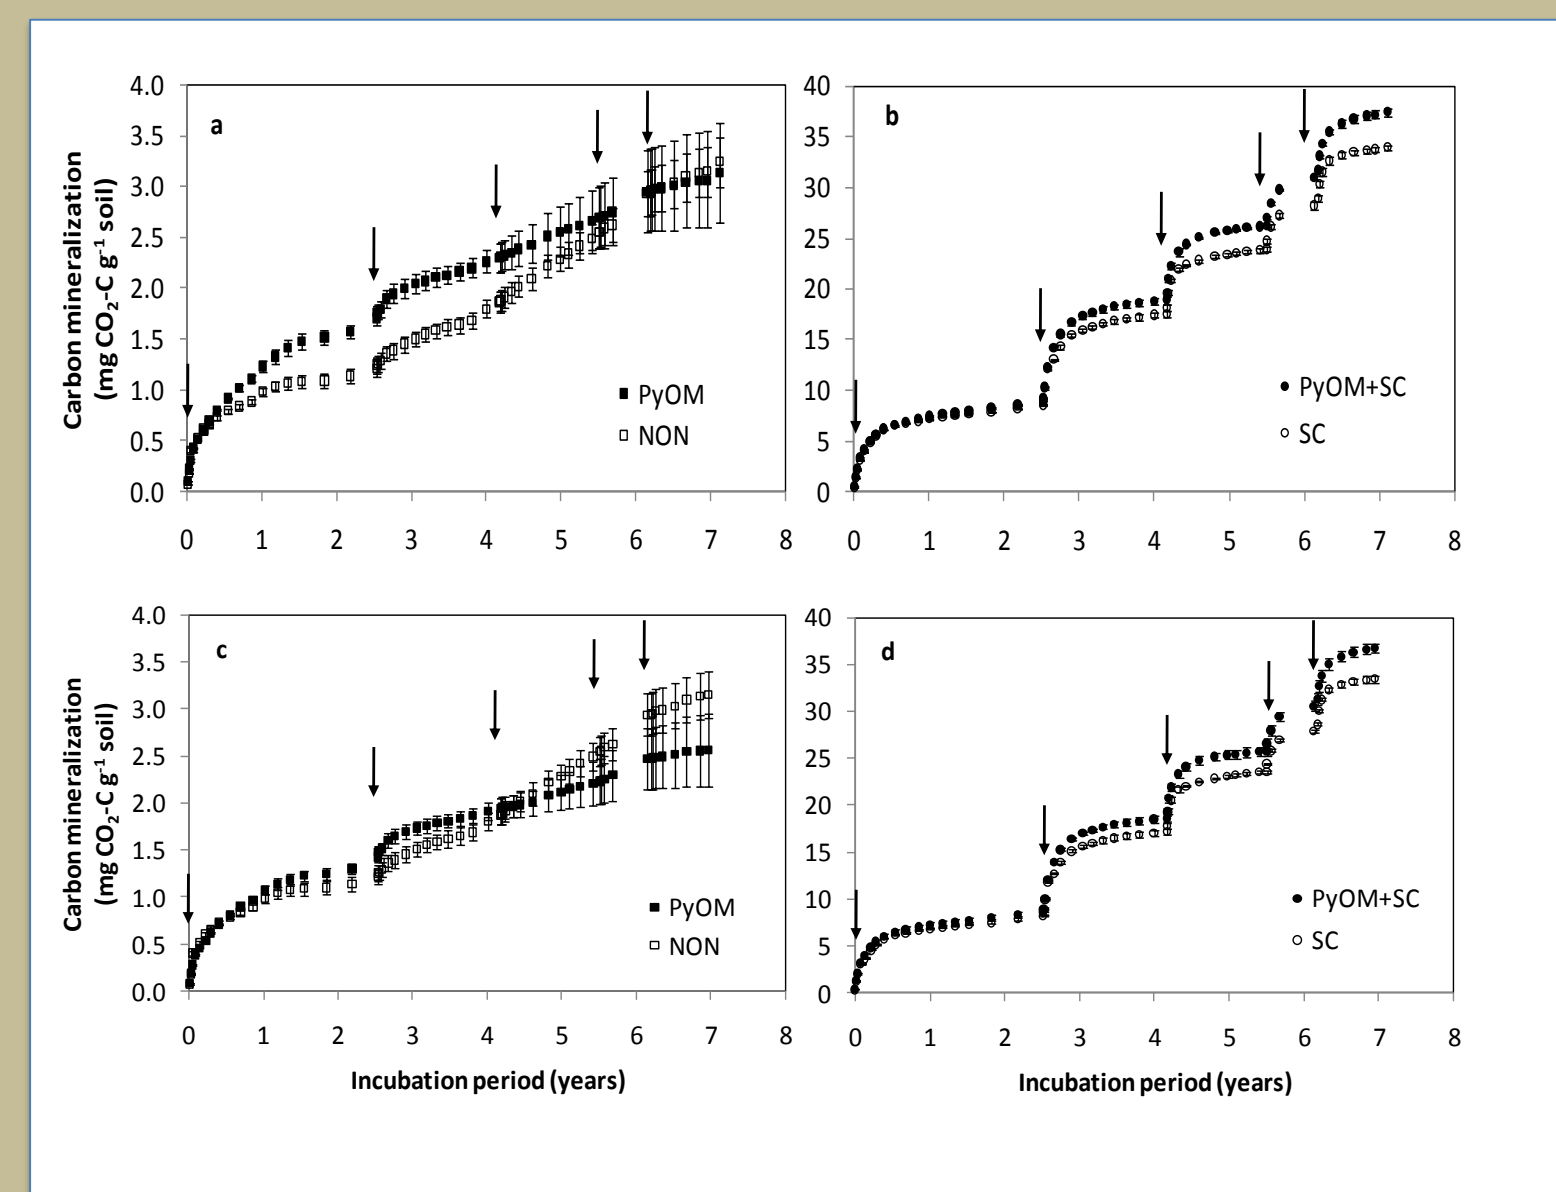 4.0
3.5
3.0
2.5
2.0
1.5
1.0
0.5
0.0
a
PyOM
NON
0 1 2 3 4 5 6 7 8
Carbon mineralization
(mg CO₂-C g⁻¹ soil)
40
35
30
25
20
15
10
5
0
b
PyOM+SC
SC
0 1 2 3 4 5 6 7 8
4.0
3.5
3.0
2.5
2.0
1.5
1.0
0.5
0.0
c
PyOM
NON
0 1 2 3 4 5 6 7 8
Carbon mineralization
(mg CO₂-C g⁻¹ soil)
Incubation period (years)
40
35
30
25
20
15
10
5
0
d
PyOM+SC
SC
0 1 2 3 4 5 6 7 8
Incubation period (years)